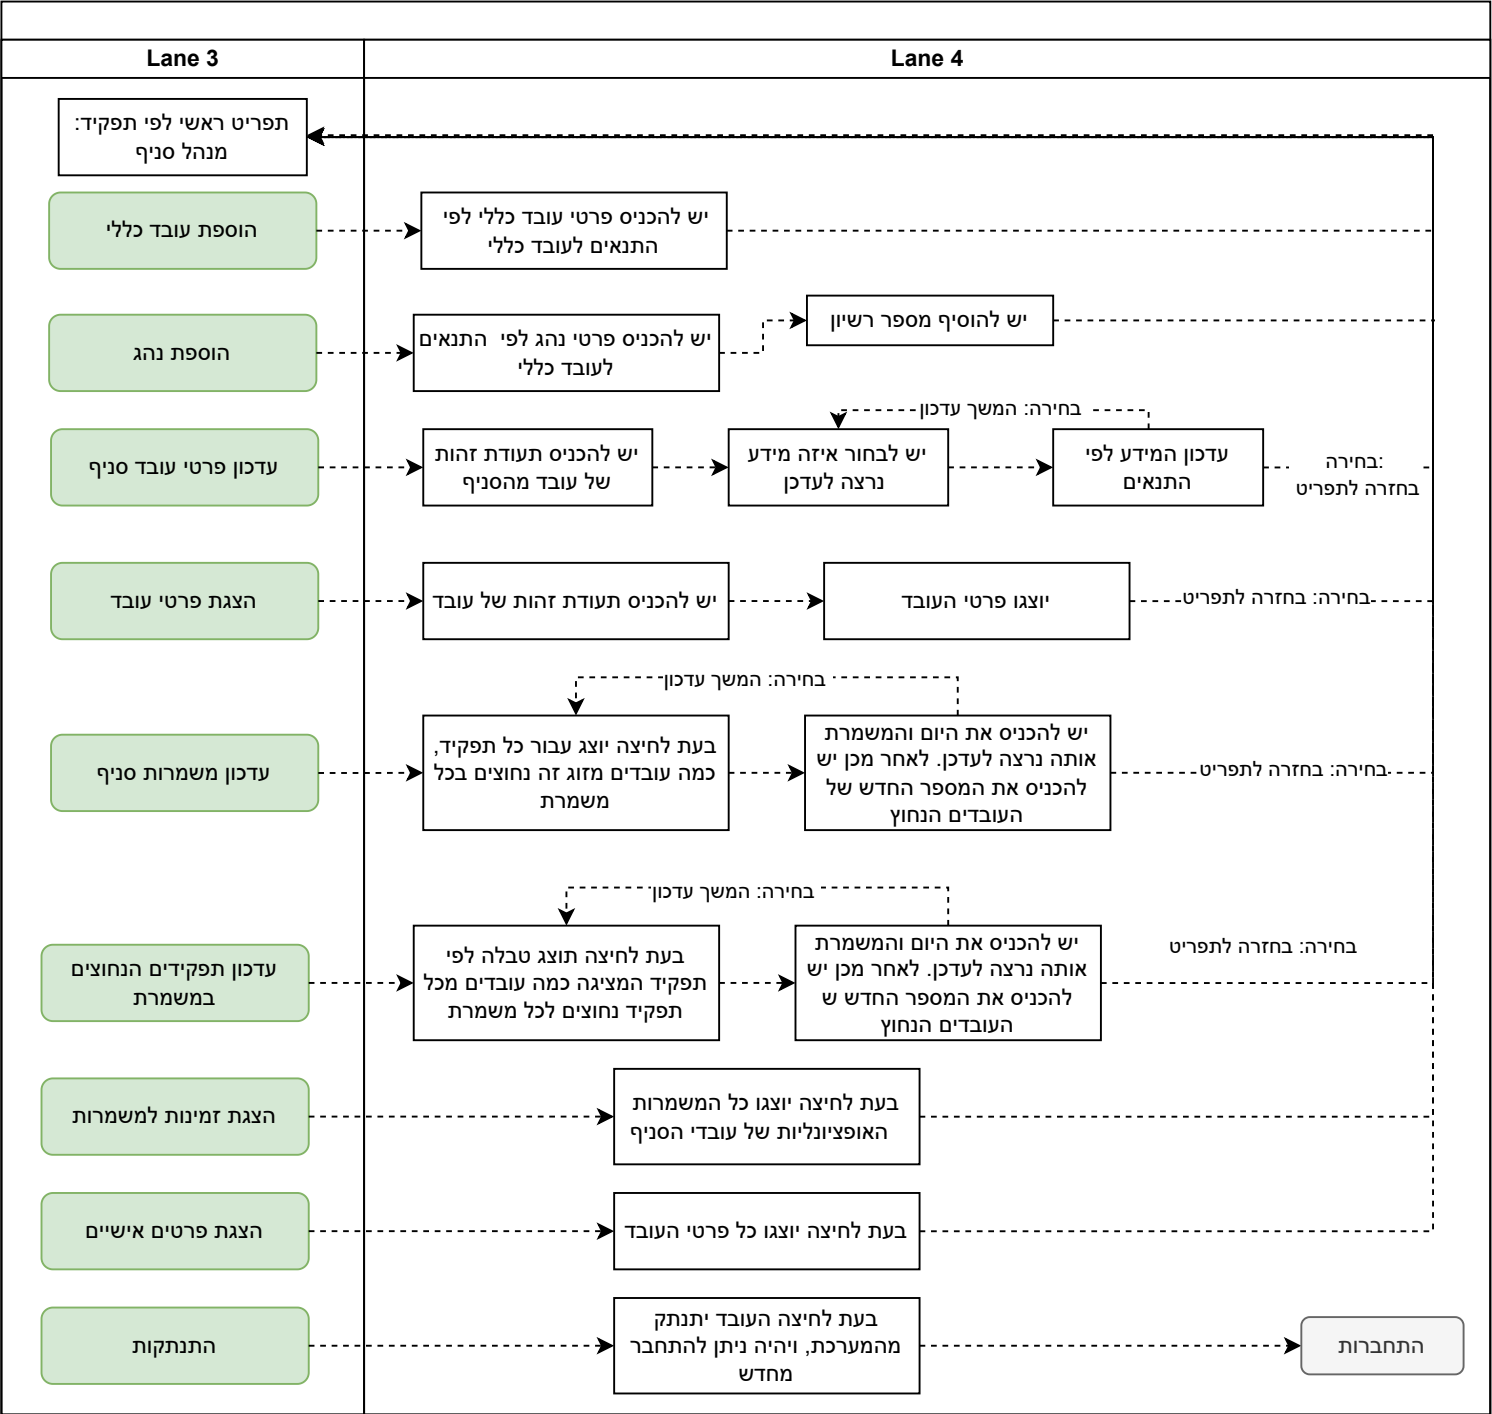 Lane 3
Lane 4
תפריט ראשי לפי תפקיד:
מנהל סניף
הוספת עובד כללי
יש להכניס פרטי עובד כללי לפי
התנאים לעובד כללי
הוספת נהג
יש להכניס פרטי נהג לפי  התנאים
לעובד כללי
יש להוסיף מספר רשיון
עדכון פרטי עובד סניף
יש להכניס תעודת זהות
של עובד מהסניף
יש לבחור איזה מידע
נרצה לעדכן
בחירה: המשך עדכון
עדכון המידע לפי
התנאים
בחירה:
בחזרה לתפריט
הצגת פרטי עובד
יש להכניס תעודת זהות של עובד
יוצגו פרטי העובד
בחירה: בחזרה לתפריט
עדכון משמרות סניף
בעת לחיצה יוצג עבור כל תפקיד,
כמה עובדים מזוג זה נחוצים בכל
משמרת
בחירה: המשך עדכון
יש להכניס את היום והמשמרת
אותה נרצה לעדכן. לאחר מכן יש
להכניס את המספר החדש של
העובדים הנחוץ
בחירה: בחזרה לתפריט
עדכון תפקידים הנחוצים
במשמרת
בעת לחיצה תוצג טבלה לפי
תפקיד המציגה כמה עובדים מכל
תפקיד נחוצים לכל משמרת
בחירה: המשך עדכון
יש להכניס את היום והמשמרת
אותה נרצה לעדכן. לאחר מכן יש
להכניס את המספר החדש ש
העובדים הנחוץ
בחירה: בחזרה לתפריט
הצגת זמינות למשמרות
בעת לחיצה יוצגו כל המשמרות
האופציונליות של עובדי הסניף
הצגת פרטים אישיים
בעת לחיצה יוצגו כל פרטי העובד
התנתקות
בעת לחיצה העובד יתנתק
מהמערכת, ויהיה ניתן להתחבר
מחדש
התחברות